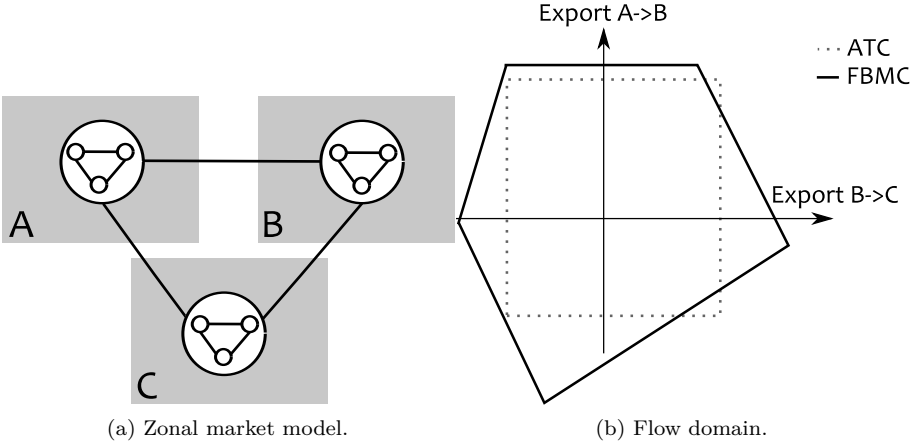 A
B
C
(a) Zonal market model.
Export A->B
ATC
FBMC
Export B->C
(b) Flow domain.